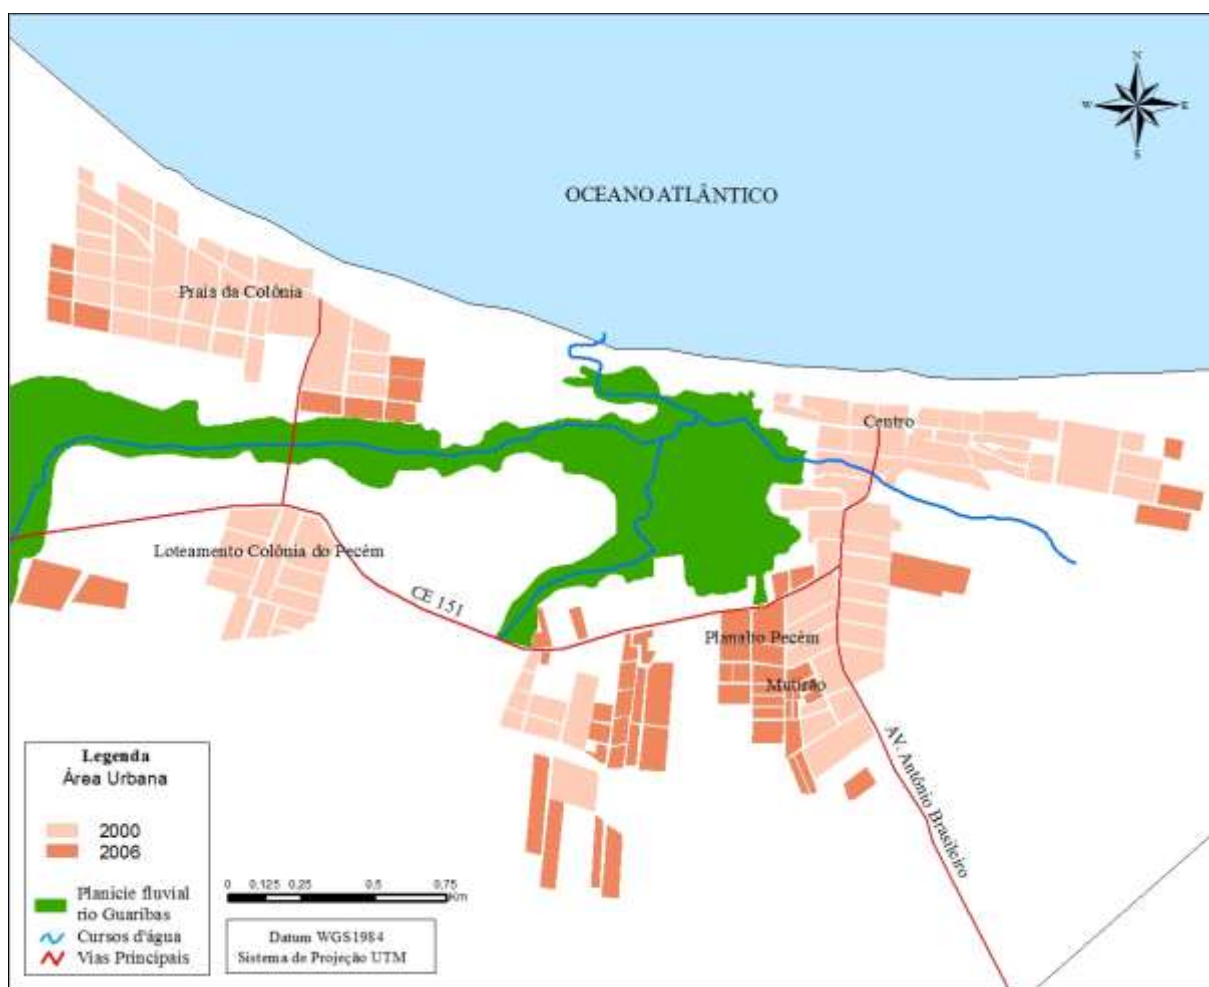 N
W
E
S
OCEANO ATLÂNTICO
Praia da Colônia
Centro
Loteamento Colônia do Pecém
CE 151
Planalto Pecém
Mutirão
AV. Antônio Brasileiro
Legenda
Área Urbana
2000
2006
Planície fluvial
rio Guaribas
Cursos d'água
Vias Principais
0 0,125 0,25 0,5 0,75
Km
Datum WGS1984
Sistema de Projeção UTM